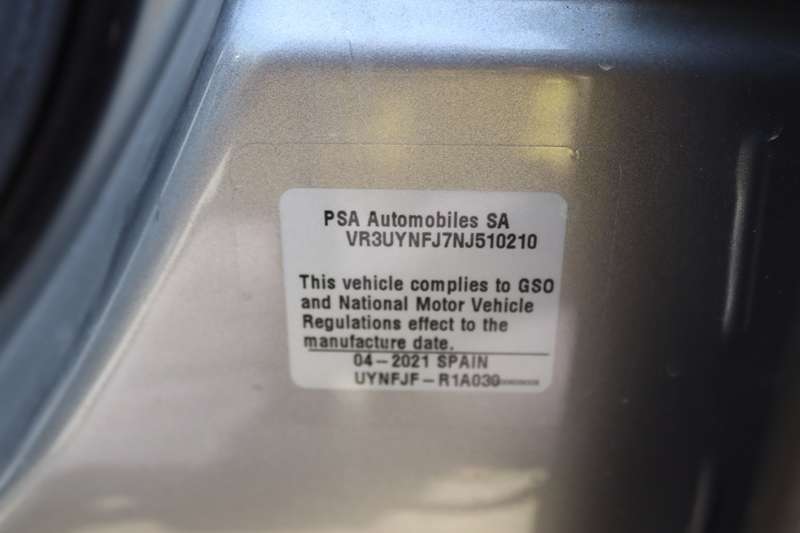 PSA Automobiles SA
VR3UYNFJ7NJ510210
This vehicle complies to GSO
and National Motor Vehicle
Regulations effect to the
manufacture date.
04-2021 SPAIN
UYNFJF-R1A030